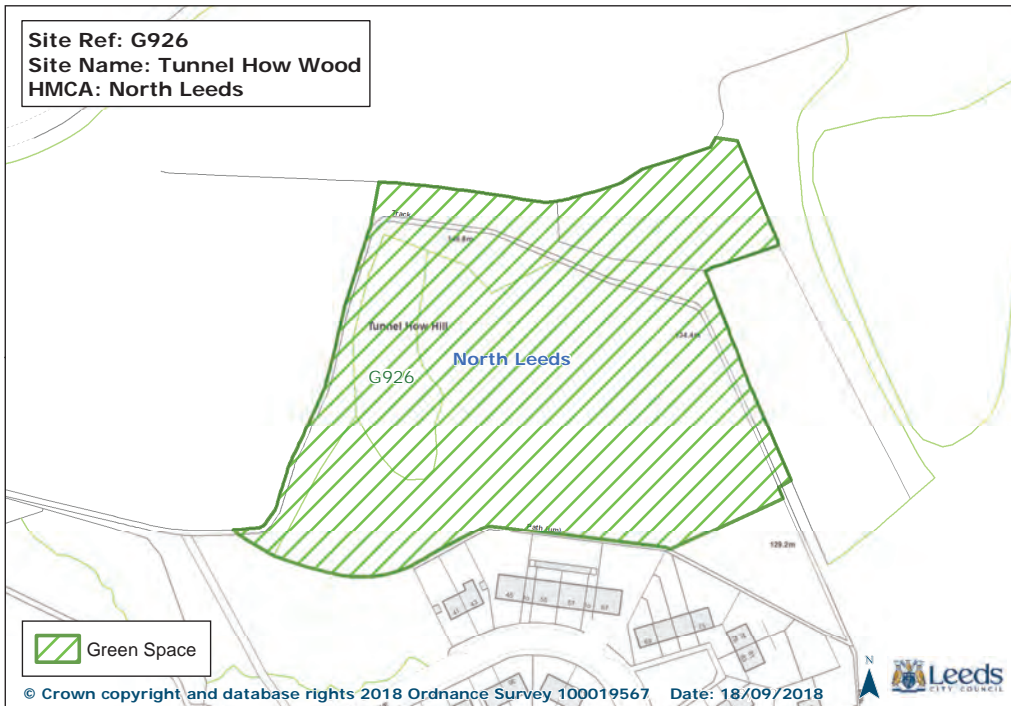 Site Ref: G926
Site Name: Tunnel How Wood
HMCA: North Leeds
Track
Tunnel How Hill
134.4m
North Leeds
G926
Path (um)
129.2m
Green Space
N
© Crown copyright and database rights 2018 Ordnance Survey 100019567 Date: 18/09/2018
Leeds
CITY COUNCIL